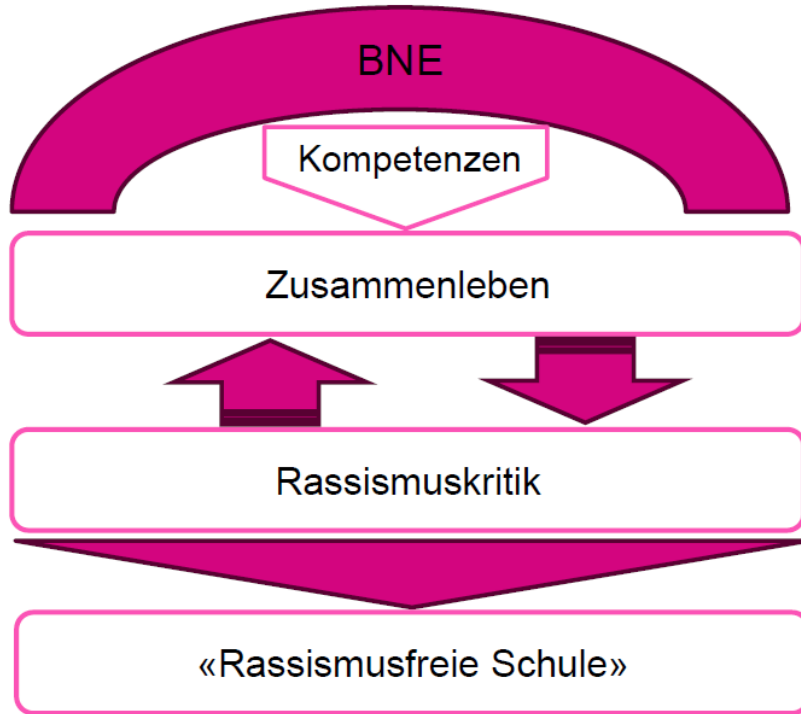 BNE
Kompetenzen
Zusammenleben
Rassismuskritik
«Rassismusfreie Schule»